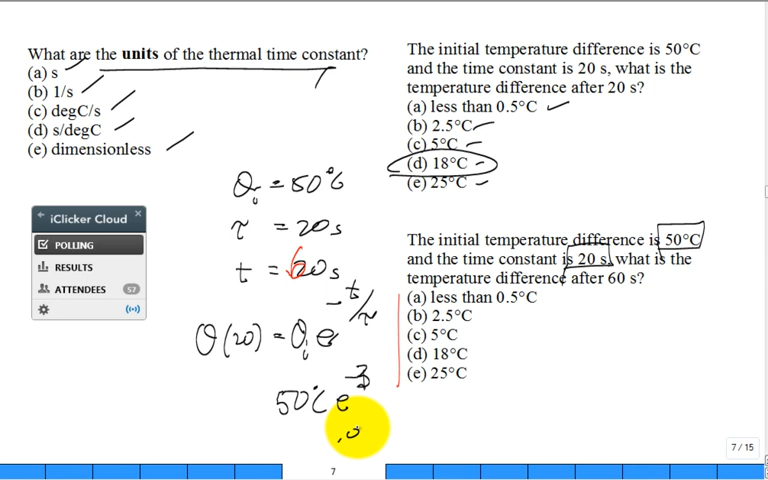 What are the units of the thermal time constant?
(a) s
(b) 1/s
(c) degC/s
(d) s/degC
(e) dimensionless
The initial temperature difference is 50°C
and the time constant is 20 s, what is the
temperature difference after 20 s?
(a) less than 0.5°C
(b) 2.5°C
(c) 5°C
(d) 18°C
(e) 25°C
θi = 50°C
τ = 20s
t = 60s
θ(20) = θi e^-t/τ
50°C e^-3
.0
iClicker Cloud
POLLING
RESULTS
ATTENDEES 57
The initial temperature difference is 50°C
and the time constant is 20 s, what is the
temperature difference after 60 s?
(a) less than 0.5°C
(b) 2.5°C
(c) 5°C
(d) 18°C
(e) 25°C
7 / 15
7